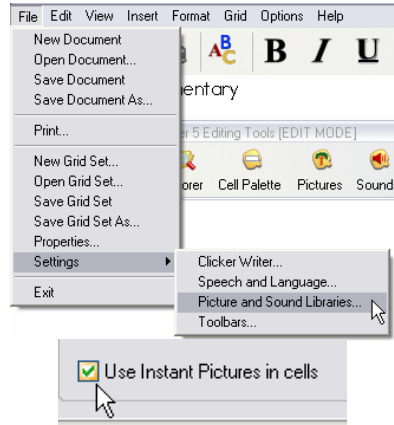 File Edit View Insert Format Grid Options Help
New Document
Open Document...
Save Document
Save Document As...
Print...
New Grid Set...
Open Grid Set...
Save Grid Set
Save Grid Set As...
Properties...
Settings
Exit
ABC B I U
entary
r 5 Editing Tools [EDIT MODE]
orer Cell Palette Pictures Sound
Clicker Writer...
Speech and Language...
Picture and Sound Libraries...
Toolbars...
Use Instant Pictures in cells